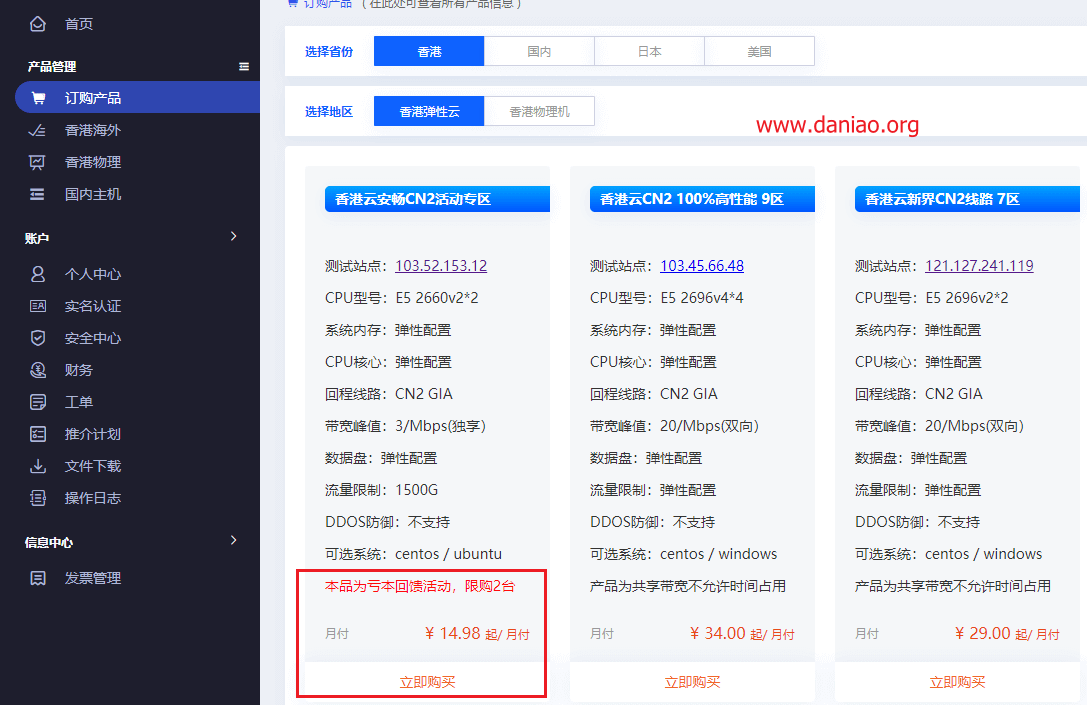 订购产品 （在此处可查看所有产品信息）
首页
产品管理
订购产品
香港海外
香港物理
国内主机
账户
个人中心
实名认证
安全中心
财务
工单
推介计划
文件下载
操作日志
信息中心
发票管理
选择省份 香港 国内 日本 美国
选择地区 香港弹性云 香港物理机
www.daniao.org
香港云安畅CN2活动专区
测试站点：103.52.153.12
CPU型号：E5 2660v2*2
系统内存：弹性配置
CPU核心：弹性配置
回程线路：CN2 GIA
带宽峰值：3/Mbps(独享)
数据盘：弹性配置
流量限制：1500G
DDOS防御：不支持
可选系统：centos / ubuntu
本品为亏本回馈活动，限购2台
月付 ¥ 14.98 起/ 月付
立即购买
香港云CN2 100%高性能 9区
测试站点：103.45.66.48
CPU型号：E5 2696v4*4
系统内存：弹性配置
CPU核心：弹性配置
回程线路：CN2 GIA
带宽峰值：20/Mbps(双向)
数据盘：弹性配置
流量限制：弹性配置
DDOS防御：不支持
可选系统：centos / windows
产品为共享带宽不允许时间占用
月付 ¥ 34.00 起/ 月付
立即购买
香港云新界CN2线路 7区
测试站点：121.127.241.119
CPU型号：E5 2696v2*2
系统内存：弹性配置
CPU核心：弹性配置
回程线路：CN2 GIA
带宽峰值：20/Mbps(双向)
数据盘：弹性配置
流量限制：弹性配置
DDOS防御：不支持
可选系统：centos / windows
产品为共享带宽不允许时间占用
月付 ¥ 29.00 起/ 月付
立即购买